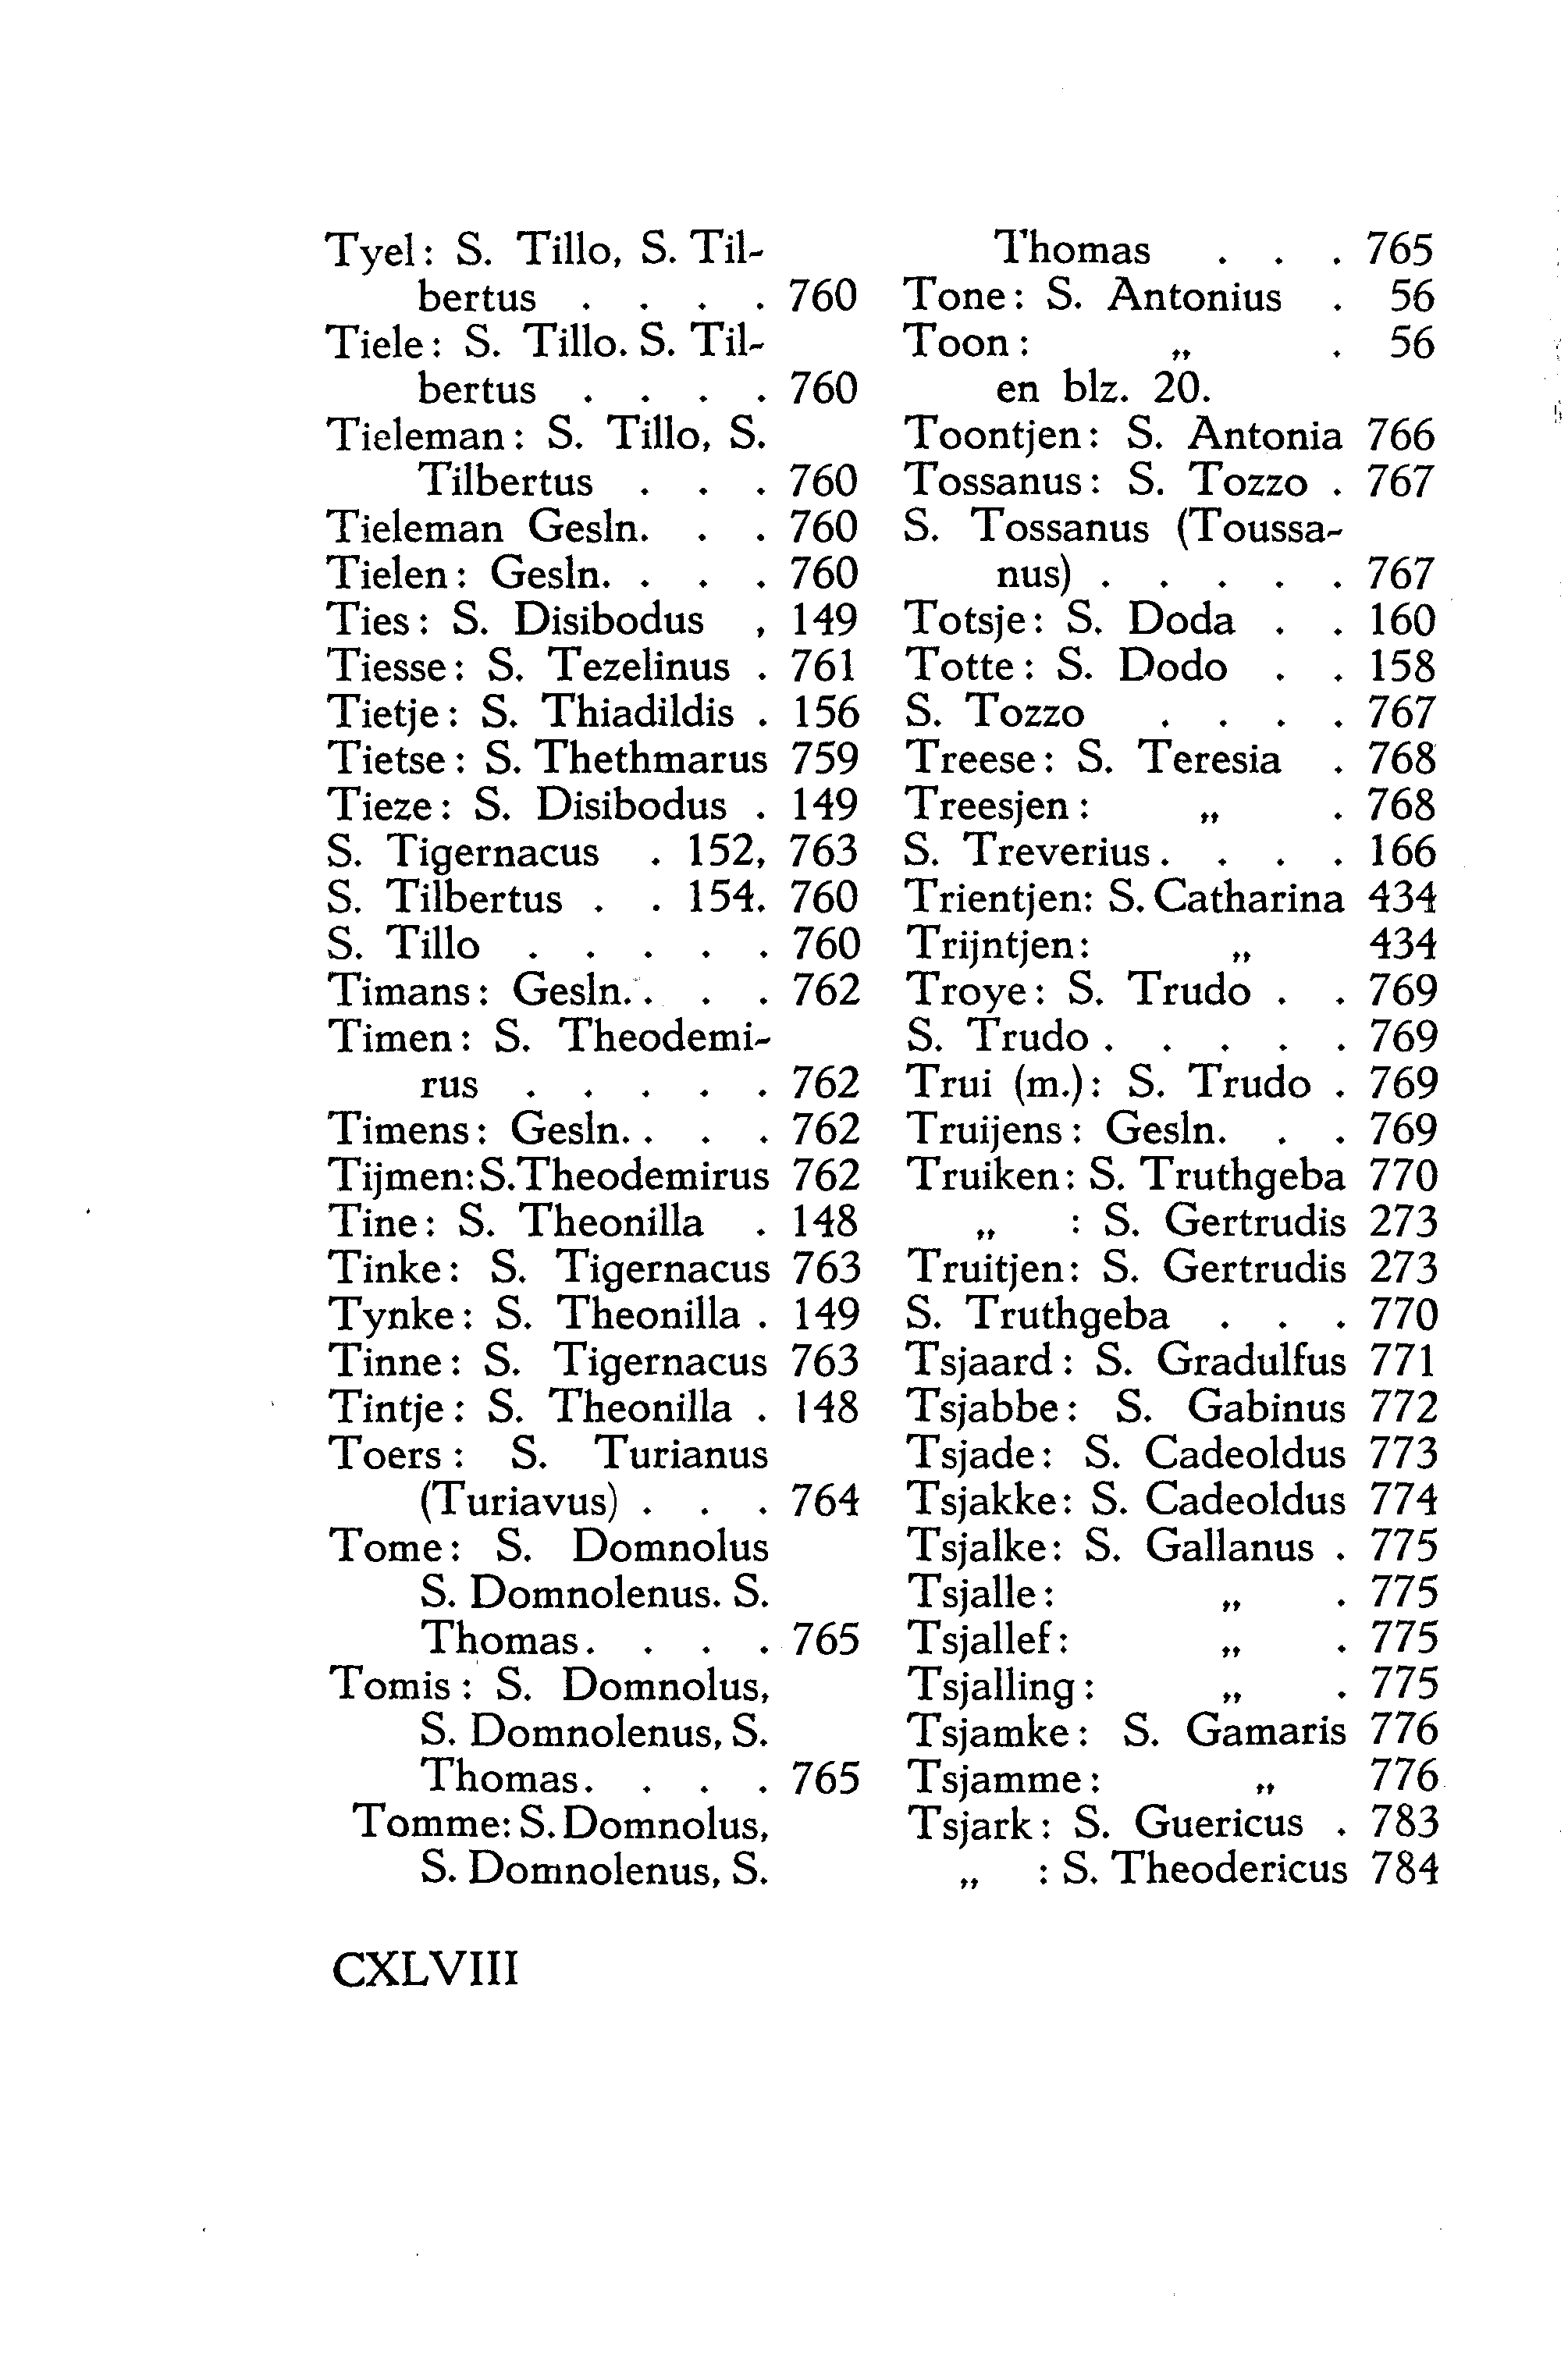 Tyel: S. Tillo, S. Til-
bertus . . . . 760
Tiele: S. Tillo. S. Til-
bertus . . . . 760
Tieleman: S. Tillo, S.
Tilbertus . . . 760
Tieleman Gesln. . . 760
Tielen: Gesln. . . . 760
Ties: S. Disibodus , 149
Tiesse: S. Tezelinus . 761
Tietje: S. Thiadildis . 156
Tietse: S. Thethmarus 759
Tieze: S. Disibodus . 149
S. Tigernacus . 152, 763
S. Tilbertus . . 154. 760
S. Tillo . . . . . 760
Timans: Gesln. . . . 762
Timen: S. Theodemi-
rus . . . . . 762
Timens: Gesln. . . . 762
Tijmen: S. Theodemirus 762
Tine: S. Theonilla . 148
Tinke: S. Tigernacus 763
Tynke: S. Theonilla . 149
Tinne: S. Tigernacus 763
Tintje: S. Theonilla . 148
Toers: S. Turianus
(Turiavus) . . . 764
Tome: S. Domnolus
S. Domnolenus. S.
Thomas. . . . 765
Tomis: S. Domnolus,
S. Domnolenus, S.
Thomas. . . . 765
Tomme: S. Domnolus,
S. Domnolenus, S.
Thomas . . . 765
Tone: S. Antonius . 56
Toon: „ . 56
en blz. 20.
Toontjen: S. Antonia 766
Tossanus: S. Tozzo . 767
S. Tossanus (Toussa-
nus) . . . . . 767
Totsje: S. Doda . . 160
Totte: S. Dodo . . 158
S. Tozzo . . . . 767
Treese: S. Teresia . 768
Treesjen: „ . 768
S. Treverius. . . . 166
Trientjen: S. Catharina 434
Trijntjen: „ 434
Troye: S. Trudo . . 769
S. Trudo . . . . . 769
Trui (m.): S. Trudo . 769
Truijens: Gesln. . . 769
Truiken: S. Truthgeba 770
„ : S. Gertrudis 273
Truitjen: S. Gertrudis 273
S. Truthgeba . . . 770
Tsjaard: S. Gradulfus 771
Tsjabbe: S. Gabinus 772
Tsjade: S. Cadeoldus 773
Tsjakke: S. Cadeoldus 774
Tsjalke: S. Gallanus . 775
Tsjalle: „ . 775
Tsjallef: „ . 775
Tsjalling: „ . 775
Tsjamke: S. Gamaris 776
Tsjamme: „ 776
Tsjark: S. Guericus . 783
„ : S. Theodericus 784
CXLVIII